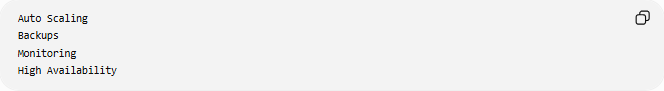 Auto Scaling
Backups
Monitoring
High Availability